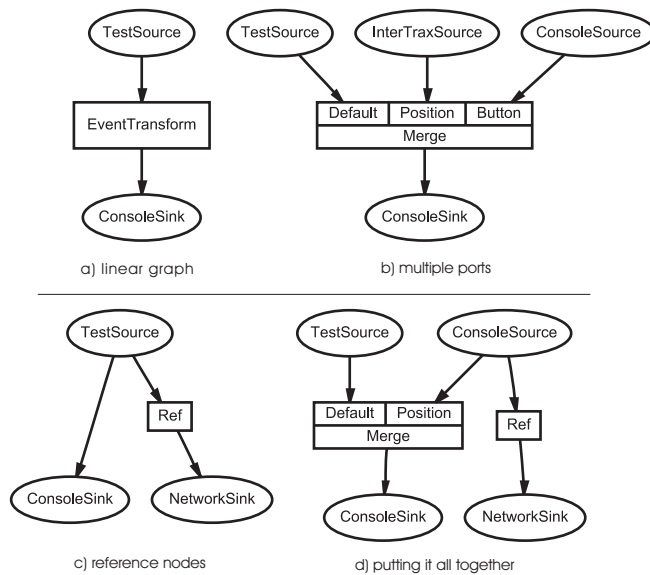 TestSource
EventTransform
ConsoleSink
a) linear graph
TestSource InterTraxSource ConsoleSource
Default Position Button
Merge
ConsoleSink
b) multiple ports
TestSource
Ref
ConsoleSink NetworkSink
c) reference nodes
TestSource ConsoleSource
Default Position
Merge
Ref
ConsoleSink NetworkSink
d) putting it all together